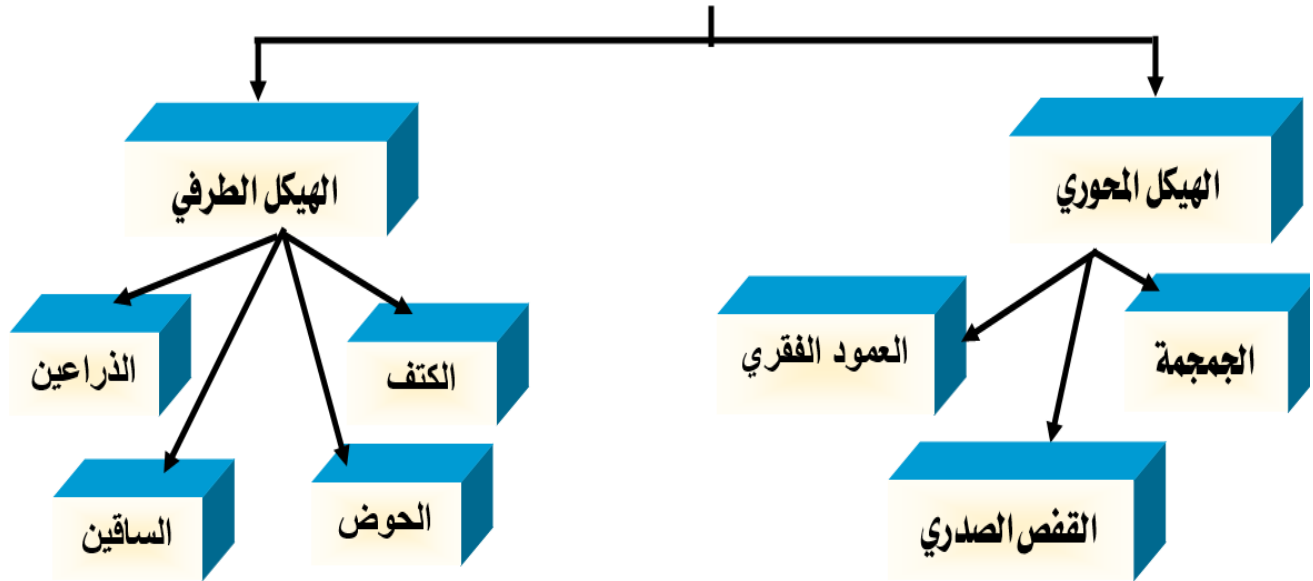 الهيكل المحوري
الهيكل الطرفي
الجمجمة
العمود الفقري
القفص الصدري
الكتف
الذراعين
الحوض
الساقين